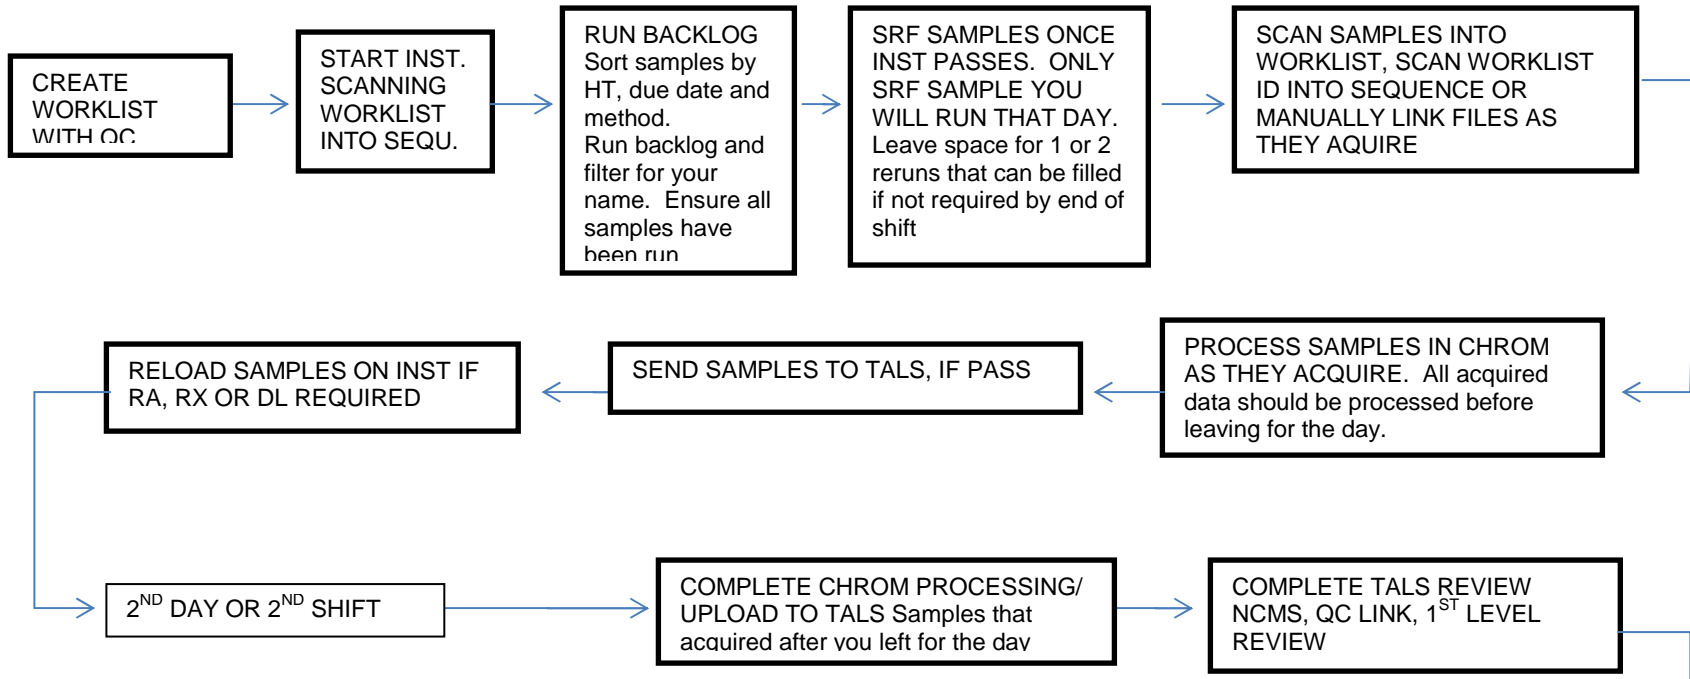 CREATE
WORKLIST
WITH QC
START INST.
SCANNING
WORKLIST
INTO SEQU.
RUN BACKLOG
Sort samples by
HT, due date and
method.
Run backlog and
filter for your
name. Ensure all
samples have
been run
SRF SAMPLES ONCE
INST PASSES. ONLY
SRF SAMPLE YOU
WILL RUN THAT DAY.
Leave space for 1 or 2
reruns that can be filled
if not required by end of
shift
SCAN SAMPLES INTO
WORKLIST, SCAN WORKLIST
ID INTO SEQUENCE OR
MANUALLY LINK FILES AS
THEY AQUIRE
PROCESS SAMPLES IN CHROM
AS THEY ACQUIRE. All acquired
data should be processed before
leaving for the day.
SEND SAMPLES TO TALS, IF PASS
RELOAD SAMPLES ON INST IF
RA, RX OR DL REQUIRED
2ND DAY OR 2ND SHIFT
COMPLETE CHROM PROCESSING/
UPLOAD TO TALS Samples that
acquired after you left for the day
COMPLETE TALS REVIEW
NCMS, QC LINK, 1ST LEVEL
REVIEW